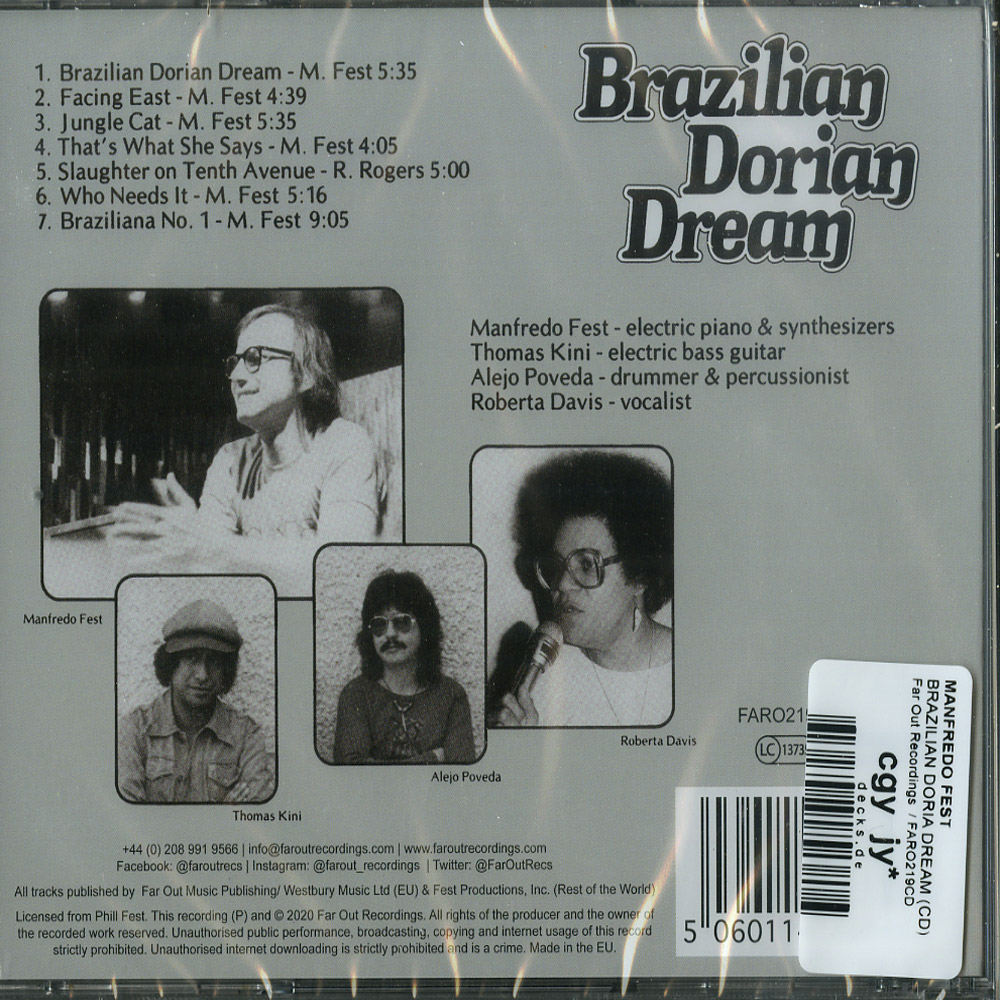 1. Brazilian Dorian Dream - M. Fest 5:35
2. Facing East - M. Fest 4:39
3. Jungle Cat - M. Fest 5:35
4. That's What She Says - M. Fest 4:05
5. Slaughter on Tenth Avenue - R. Rogers 5:00
6. Who Needs It - M. Fest 5:16
7. Braziliana No. 1 - M. Fest 9:05
Brazilian
Dorian
Dream
Manfredo Fest - electric piano & synthesizers
Thomas Kini - electric bass guitar
Alejo Poveda - drummer & percussionist
Roberta Davis - vocalist
Manfredo Fest
Roberta Davis
Alejo Poveda
Thomas Kini
+44 (0) 208 991 9566 | info@faroutrecordings.com | www.faroutrecordings.com
Facebook: @faroutrecs | Instagram: @farout_recordings | Twitter: @FarOutRecs
All tracks published by Far Out Music Publishing/ Westbury Music Ltd (EU) & Fest Productions, Inc. (Rest of the World)
Licensed from Phill Fest. This recording (P) and © 2020 Far Out Recordings. All rights of the producer and the owner of
the recorded work reserved. Unauthorised public performance, broadcasting, copying and internet usage of this record
strictly prohibited. Unauthorised internet downloading is strictly prohibited and is a crime. Made in the EU.
FARO219
LC 1373
5 06011
MANFREDO FEST
BRAZILIAN DORIA DREAM (CD)
Far Out Recordings / FARO219CD
cgy jy*
decks.de